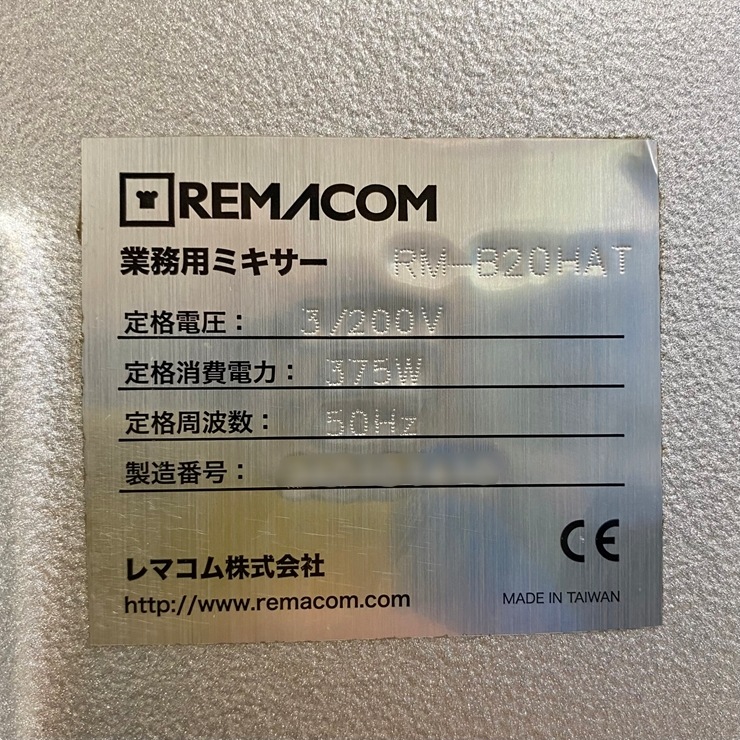 REMACOM
業務用ミキサー RM-B20HAT
定格電圧： 3/200V
定格消費電力： 375W
定格周波数： 50Hz
製造番号：
CE
レマコム株式会社
http://www.remacom.com
MADE IN TAIWAN